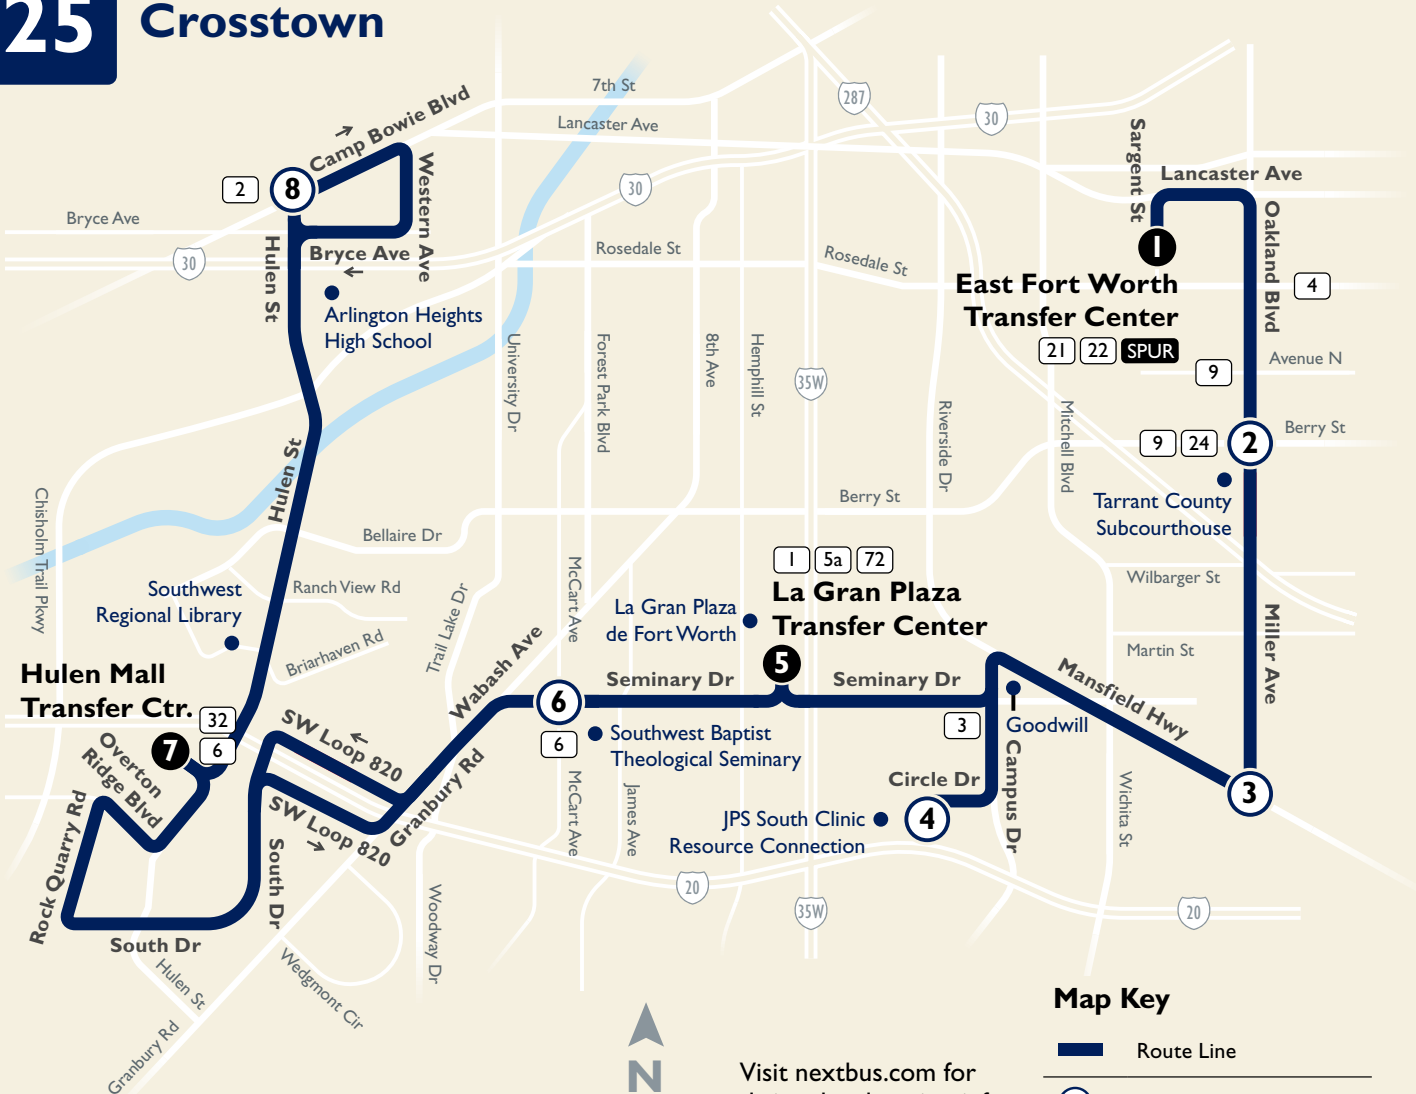 25
Crosstown
7th St
Lancaster Ave
287
30
Camp Bowie Blvd
Western Ave
Sargent St
Lancaster Ave
2
8
30
Bryce Ave
Hulen St
Bryce Ave
30
Rosedale St
Rosedale St
1
Oakland Blvd
4
East Fort Worth
Transfer Center
21
22
SPUR
Arlington Heights
High School
University Dr
Forest Park Blvd
8th Ave
Hemphill St
35W
Riverside Dr
Mitchell Blvd
Avenue N
9
Berry St
9
24
2
Tarrant County
Subcourthouse
Hulen St
Chisholm Trail Pkwy
Berry St
Bellaire Dr
Ranch View Rd
Southwest
Regional Library
Briarhaven Rd
Trail Lake Dr
McCart Ave
Wabash Ave
1
5a
72
La Gran Plaza
Transfer Center
La Gran Plaza
de Fort Worth
Wilbarger St
Martin St
Miller Ave
Hulen Mall
Transfer Ctr.
32
6
7
Overton
Ridge Blvd
SW Loop 820
SW Loop 820
Granbury Rd
6
Seminary Dr
5
Seminary Dr
Mansfield Hwy
6
Southwest Baptist
Theological Seminary
3
Goodwill
Campus Dr
Circle Dr
4
JPS South Clinic
Resource Connection
3
McCart Ave
James Ave
Wichita St
Rock Quarry Rd
South Dr
South Dr
Hulen St
Granbury Rd
Wedgmont Cir
Woodway Dr
20
35W
20
N
Map Key
Route Line
Visit nextbus.com for